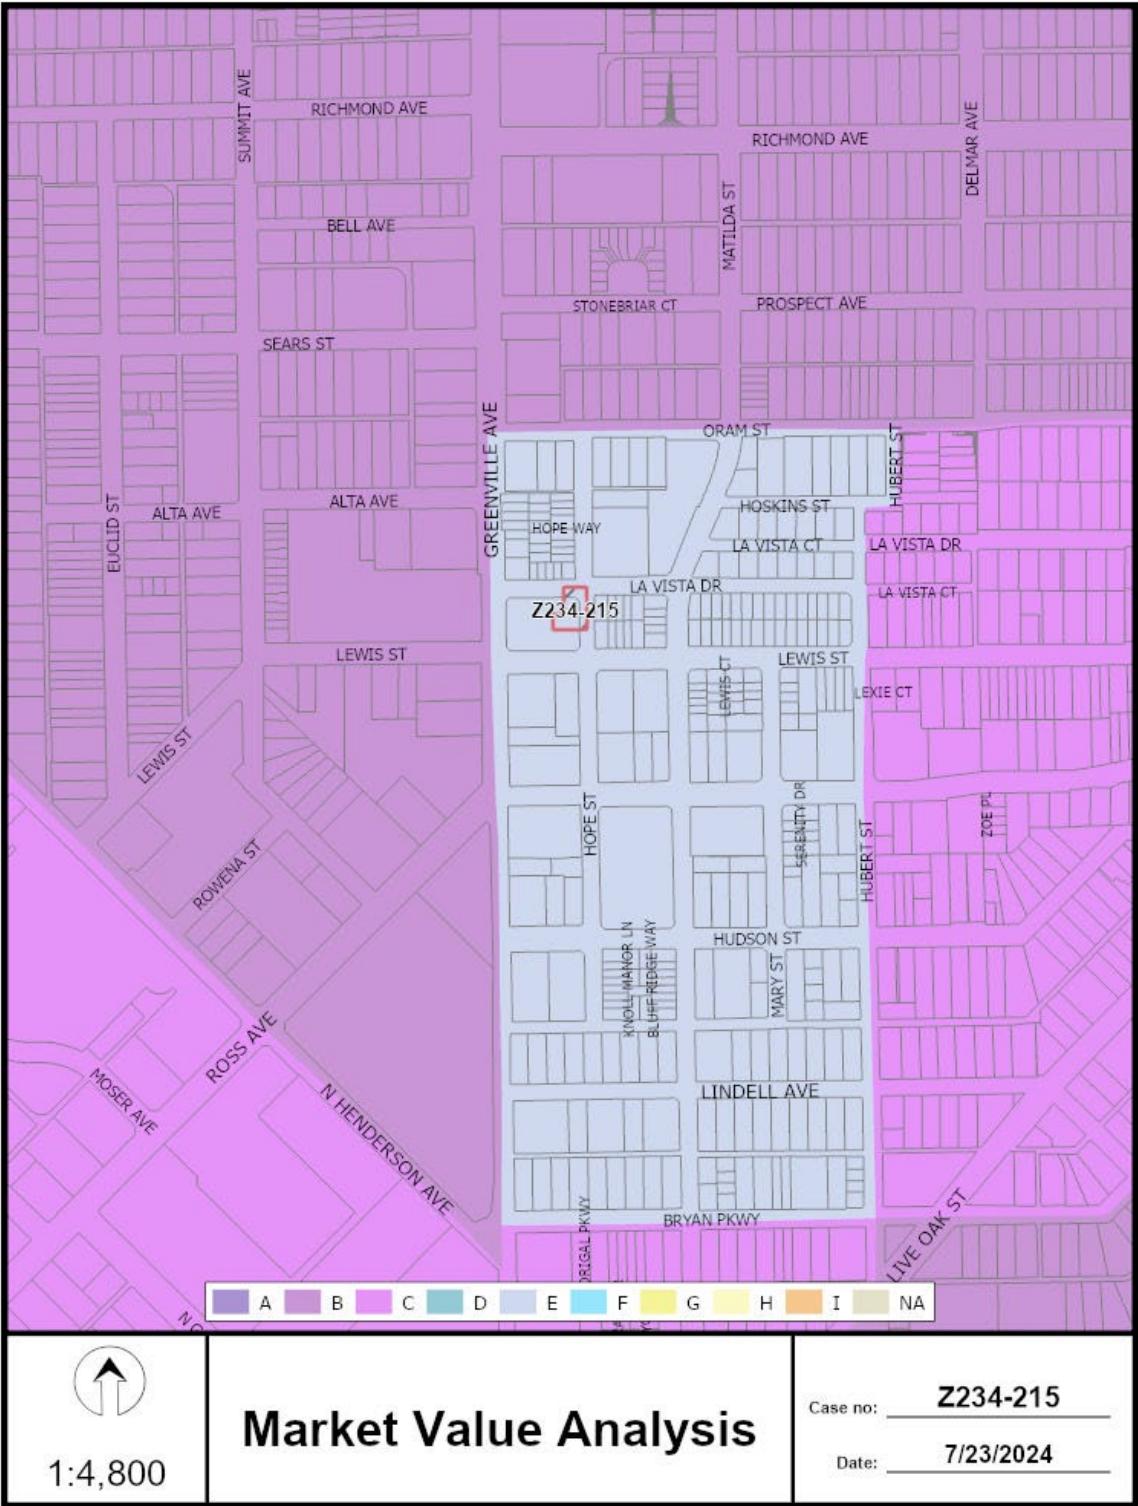 SUMMIT AVE
RICHMOND AVE
DELMAR AVE
RICHMOND AVE
MATILDA ST
BELL AVE
STONEBRIAR CT
PROSPECT AVE
SEARS ST
GREENVILLE AVE
ORAM ST
HUBERT ST
EUCLID ST
ALTA AVE
ALTA AVE
HOSKINS ST
HOPE WAY
LA VISTA CT
LA VISTA DR
LA VISTA DR
LA VISTA CT
Z234-215
LEWIS ST
LEWIS ST
LEWIS CT
LEXIE CT
LEWIS ST
HOPE ST
SERENITY DR
ZOE PL
HUBERT ST
ROWENA ST
HUDSON ST
KNOLL MANOR LN
BLUFF RIDGE WAY
MARY ST
ROSS AVE
MOSER AVE
N HENDERSON AVE
LINDELL AVE
BRYAN PKWY
LIVE OAK ST
PKWY
A B C D E F G H I NA
1:4,800
Market Value Analysis
Case no: Z234-215
Date: 7/23/2024